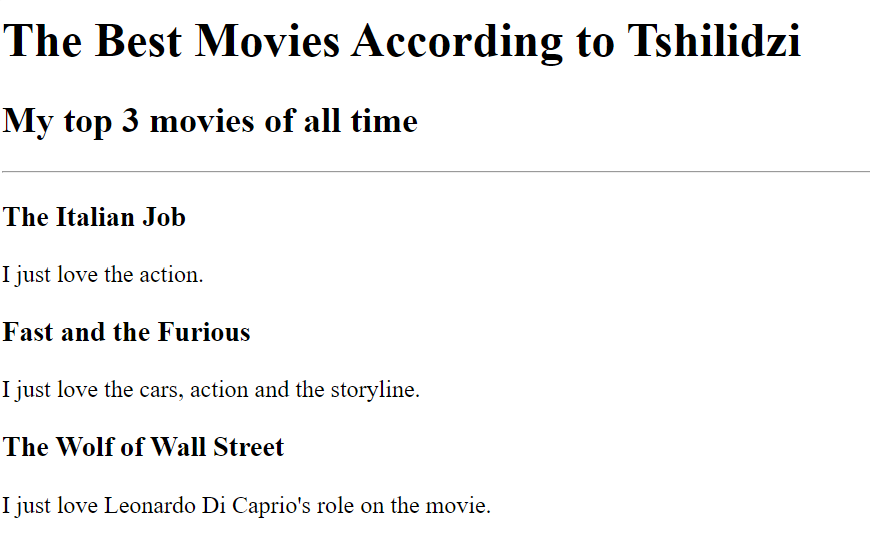 The Best Movies According to Tshilidzi
My top 3 movies of all time
The Italian Job
I just love the action.
Fast and the Furious
I just love the cars, action and the storyline.
The Wolf of Wall Street
I just love Leonardo Di Caprio's role on the movie.